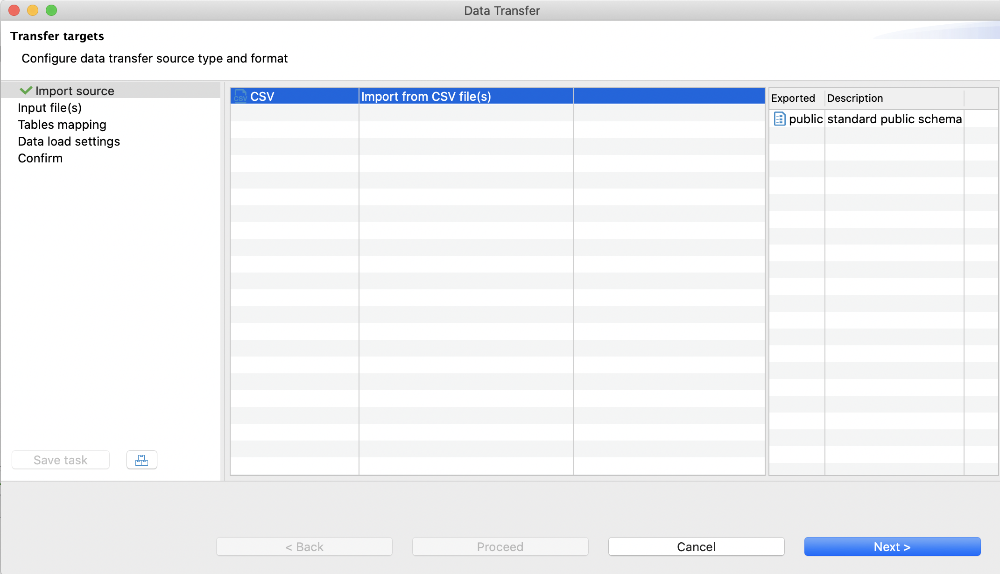 Data Transfer
Transfer targets
Configure data transfer source type and format
Import source
Input file(s)
Tables mapping
Data load settings
Confirm
Save task
CSV CSV Import from CSV file(s)
Exported Description
public standard public schema
< Back Proceed Cancel Next >